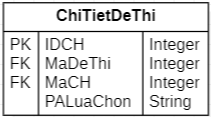 ChiTietDeThi
PK IDCH Integer
FK MaDeThi Integer
FK MaCH Integer
PALuaChon String